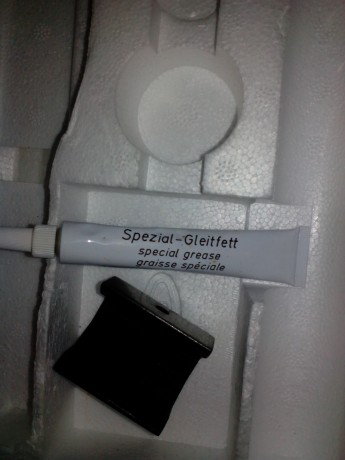 Spezial-Gleitfett
special grease
graisse spéciale